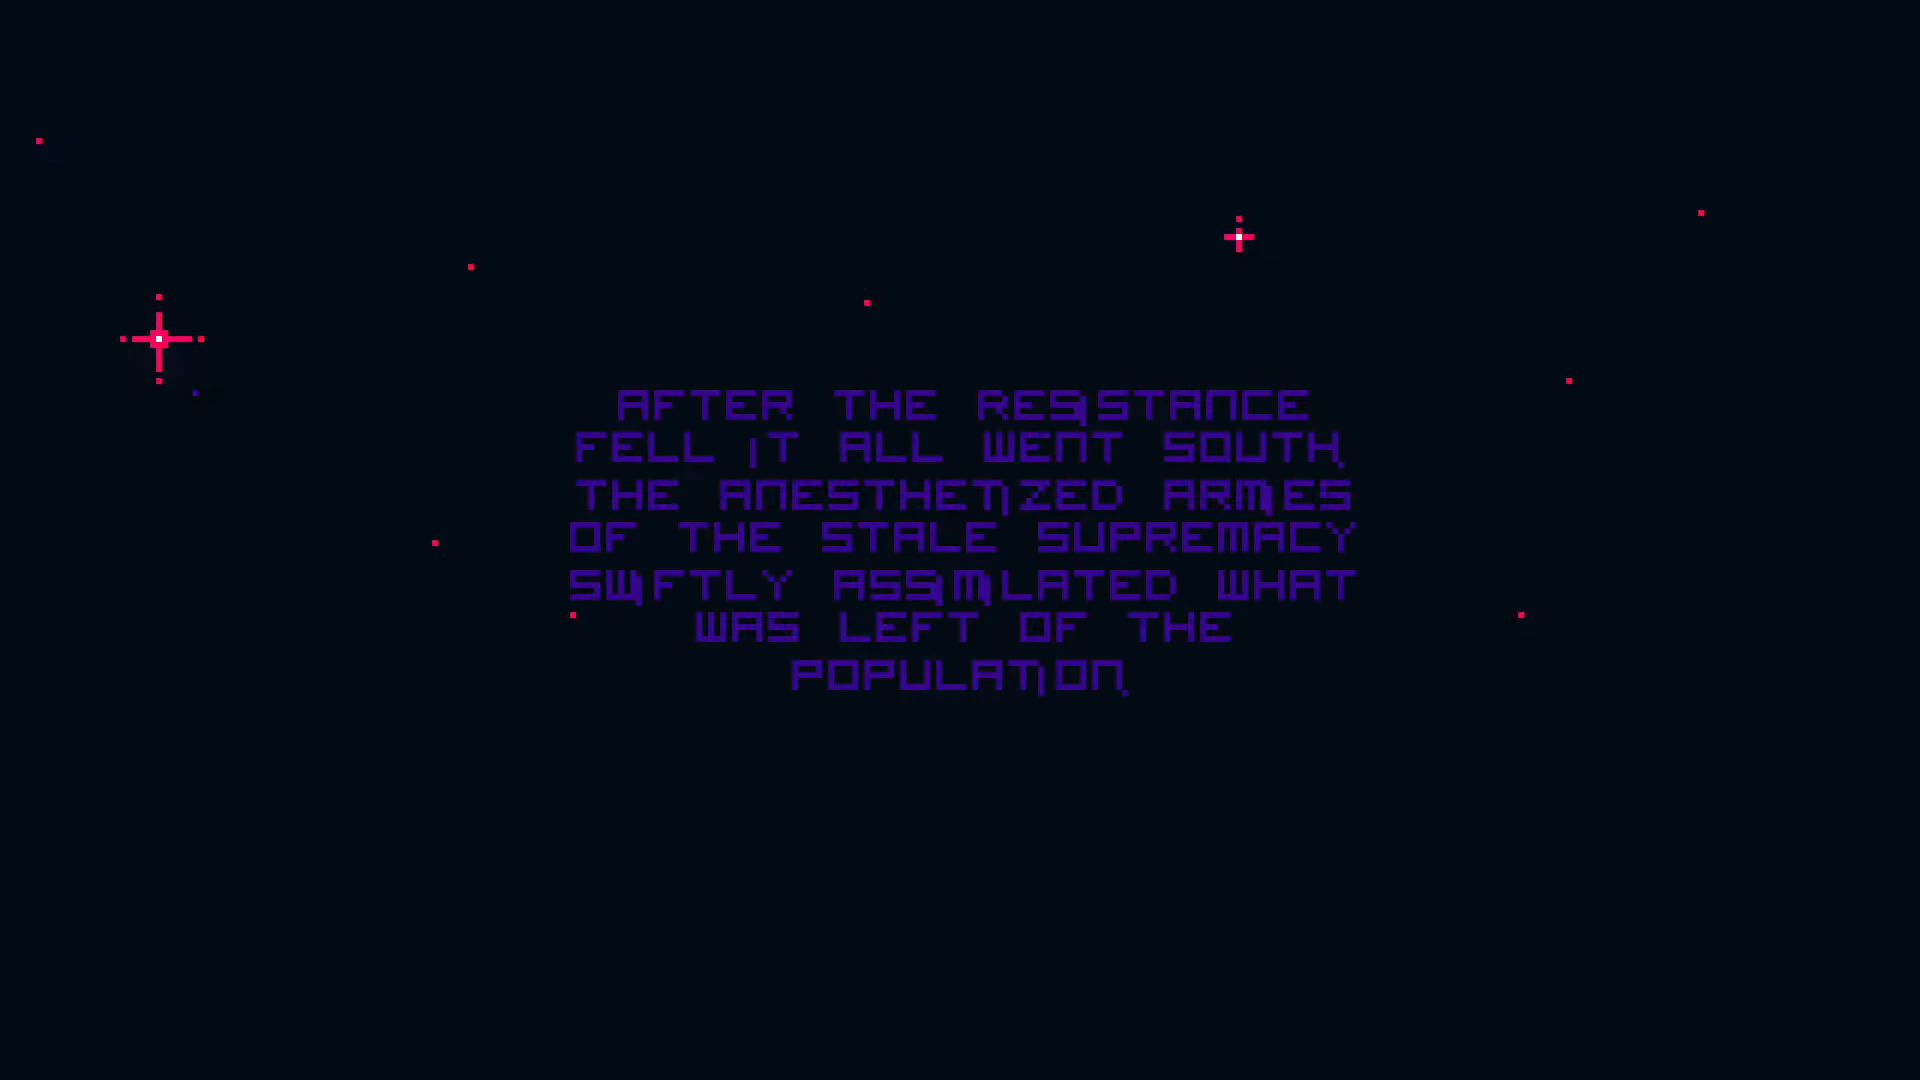 AFTER THE RESISTANCE
FELL IT ALL WENT SOUTH.
THE ANESTHETIZED ARMIES
OF THE STALE SUPREMACY
SWIFTLY ASSIMILATED WHAT
WAS LEFT OF THE
POPULATION.